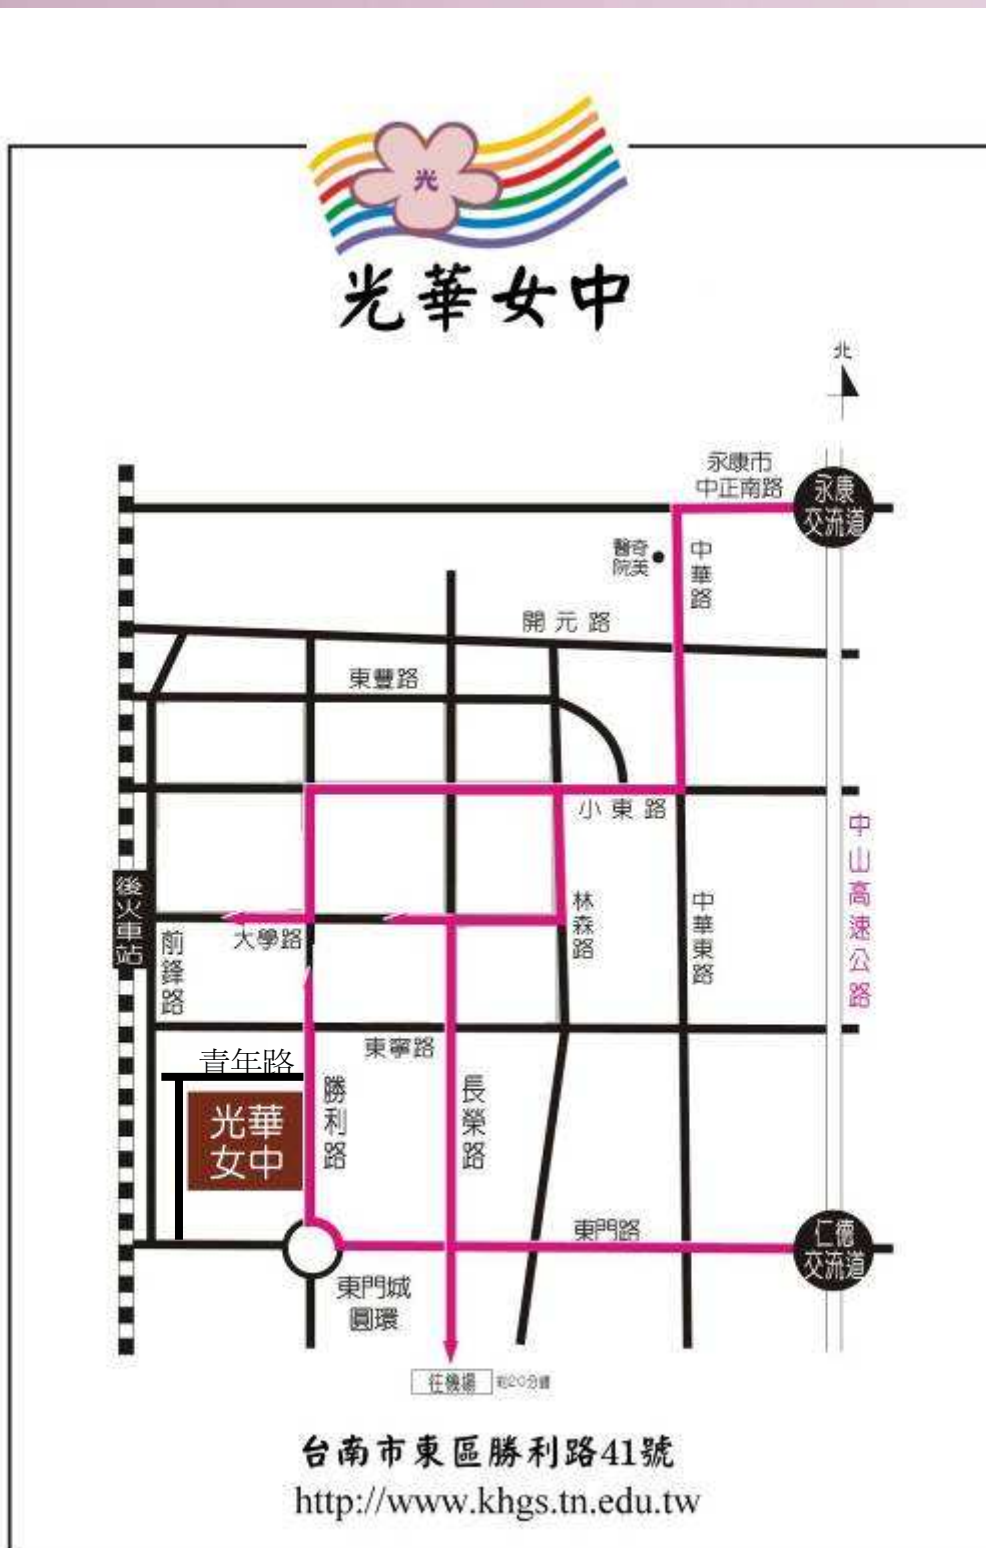 光
光華女中
北
永康市
中正南路
永康
交流道
醫奇
院美
中華路
開元路
東豐路
小東路
中山高速公路
後火車站
大學路
前鋒路
林森路
中華東路
東寧路
青年路
光華
女中
勝利路
長榮路
東門路
仁德
交流道
東門城
圓環
往機場
約20分鐘
台南市東區勝利路41號
http://www.khgs.tn.edu.tw